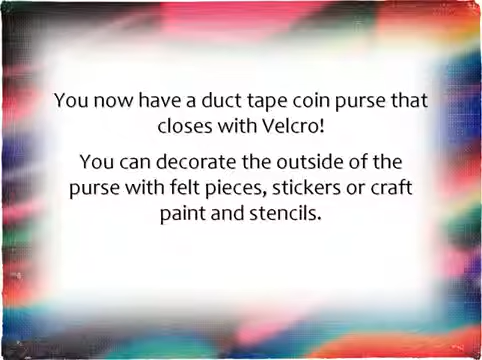 You now have a duct tape coin purse that
closes with Velcro!
You can decorate the outside of the
purse with felt pieces, stickers or craft
paint and stencils.